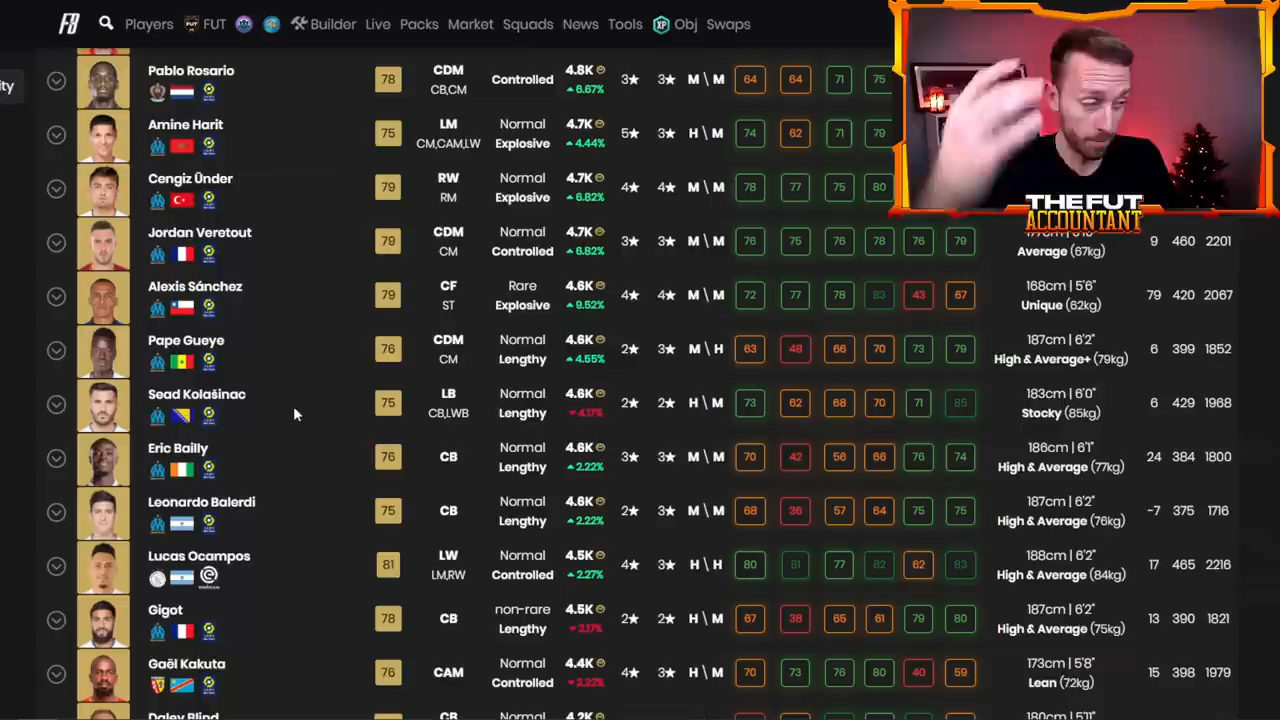 FB Players FUT Builder Live Packs Market Squads News Tools XP Obj Swaps
ity
Pablo Rosario 78 CDM CB,CM Controlled 4.8K 6.67% 3★ 3★ M \ M 64 64 71 75
Amine Harit 75 LM CM,CAM,LW Normal Explosive 4.7K 4.44% 5★ 3★ H \ M 74 62 71 79
Cengiz Ünder 79 RW RM Normal Explosive 4.7K 6.82% 4★ 4★ M \ M 78 77 75 80
THE FUT
ACCOUNTANT
Jordan Veretout 79 CDM CM Normal Controlled 4.7K 6.82% 3★ 3★ M \ M 76 75 76 78 76 79 Average (67kg) 9 460 2201
Alexis Sánchez 79 CF ST Rare Explosive 4.6K 9.52% 4★ 4★ M \ M 72 77 78 83 43 67 168cm | 5'6" Unique (62kg) 79 420 2067
Pape Gueye 76 CDM CM Normal Lengthy 4.6K 4.55% 2★ 3★ M \ H 63 48 66 70 73 79 187cm | 6'2" High & Average+ (79kg) 6 399 1852
Sead Kolašinac 75 LB CB,LWB Normal Lengthy 4.6K 4.17% 2★ 2★ H \ M 73 62 68 70 71 85 183cm | 6'0" Stocky (85kg) 6 429 1968
Eric Bailly 76 CB Normal Lengthy 4.6K 2.22% 3★ 3★ M \ M 70 42 56 66 76 74 186cm | 6'1" High & Average (77kg) 24 384 1800
Leonardo Balerdi 75 CB Normal Lengthy 4.6K 2.22% 2★ 3★ M \ M 68 36 57 64 75 75 187cm | 6'2" High & Average (76kg) -7 375 1716
Lucas Ocampos 81 LW LM,RW Normal Controlled 4.5K 2.27% 4★ 3★ H \ H 80 81 77 82 62 83 188cm | 6'2" High & Average (84kg) 17 465 2216
Gigot 78 CB non-rare Lengthy 4.5K 2.17% 2★ 2★ H \ M 67 38 65 61 79 80 187cm | 6'2" High & Average (75kg) 13 390 1821
Gaël Kakuta 76 CAM Normal Controlled 4.4K 2.22% 4★ 3★ H \ M 70 73 76 80 40 59 173cm | 5'8" Lean (72kg) 15 398 1979
Daley Blind CB Normal 4.2K 180cm | 5'11"